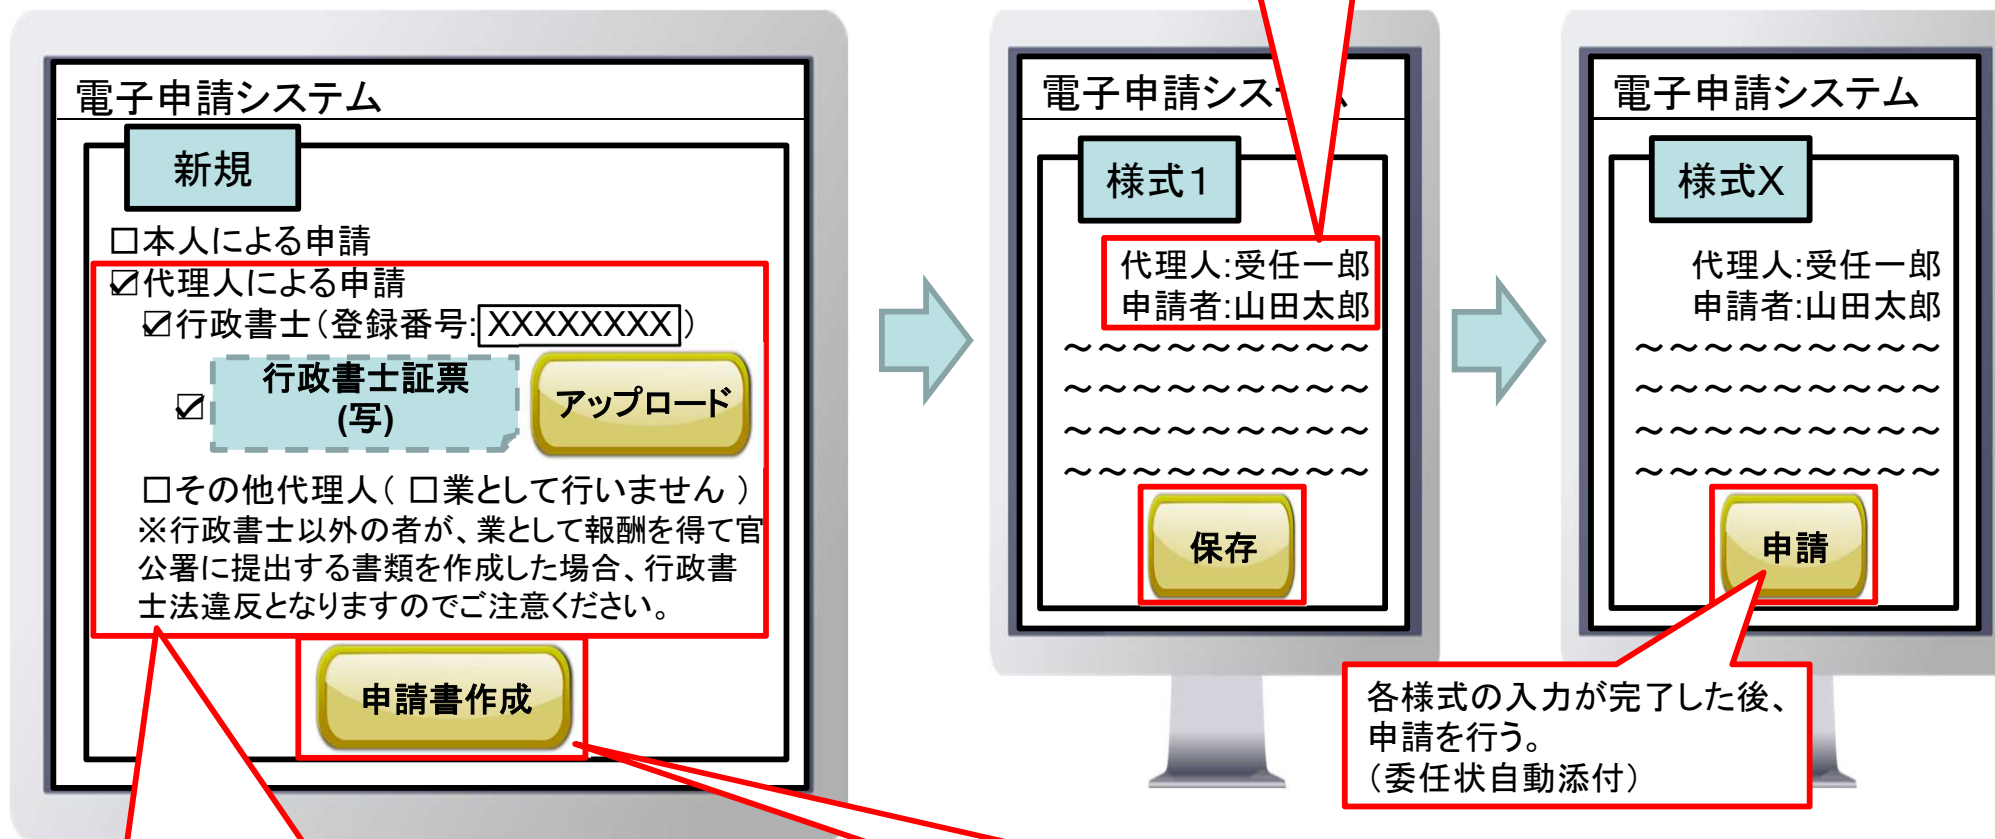 電子申請システム
新規
□本人による申請
☑代理人による申請
☑行政書士(登録番号:XXXXXXXX)
☑
行政書士証票
(写)
アップロード
□その他代理人( □業として行いません )
※行政書士以外の者が、業として報酬を得て官
公署に提出する書類を作成した場合、行政書
士法違反となりますのでご注意ください。
申請書作成
電子申請システム
様式1
代理人:受任一郎
申請者:山田太郎
~~~~~~~~~
~~~~~~~~~
~~~~~~~~~
~~~~~~~~~
保存
電子申請システム
様式X
代理人:受任一郎
申請者:山田太郎
~~~~~~~~~
~~~~~~~~~
~~~~~~~~~
~~~~~~~~~
申請
各様式の入力が完了した後、
申請を行う。
(委任状自動添付)